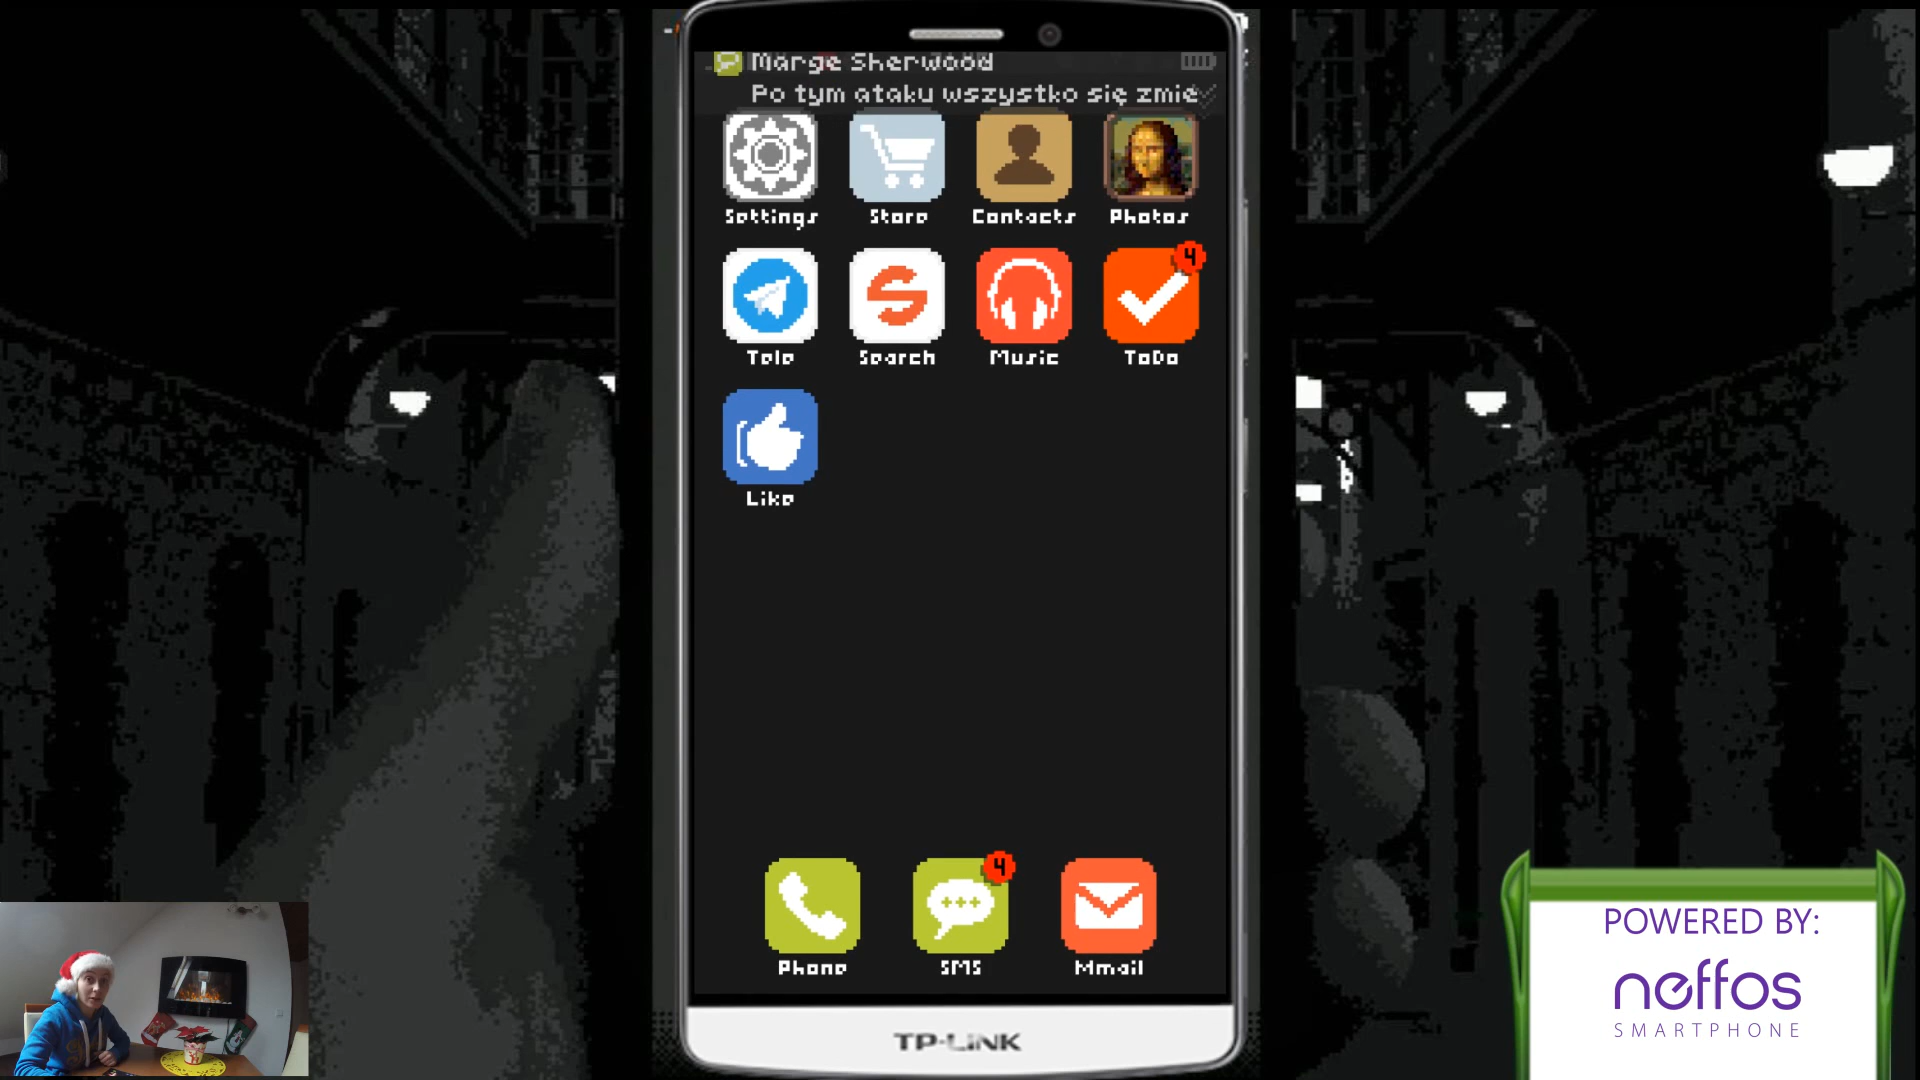 Marge Sherwood
Po tym ataku wszystko się zmie
Settings
Store
Contacts
Photos
4
Tele
Search
Music
ToDo
Like
4
Phone
SMS
Mmail
TP-LINK
POWERED BY:
neffos
SMARTPHONE